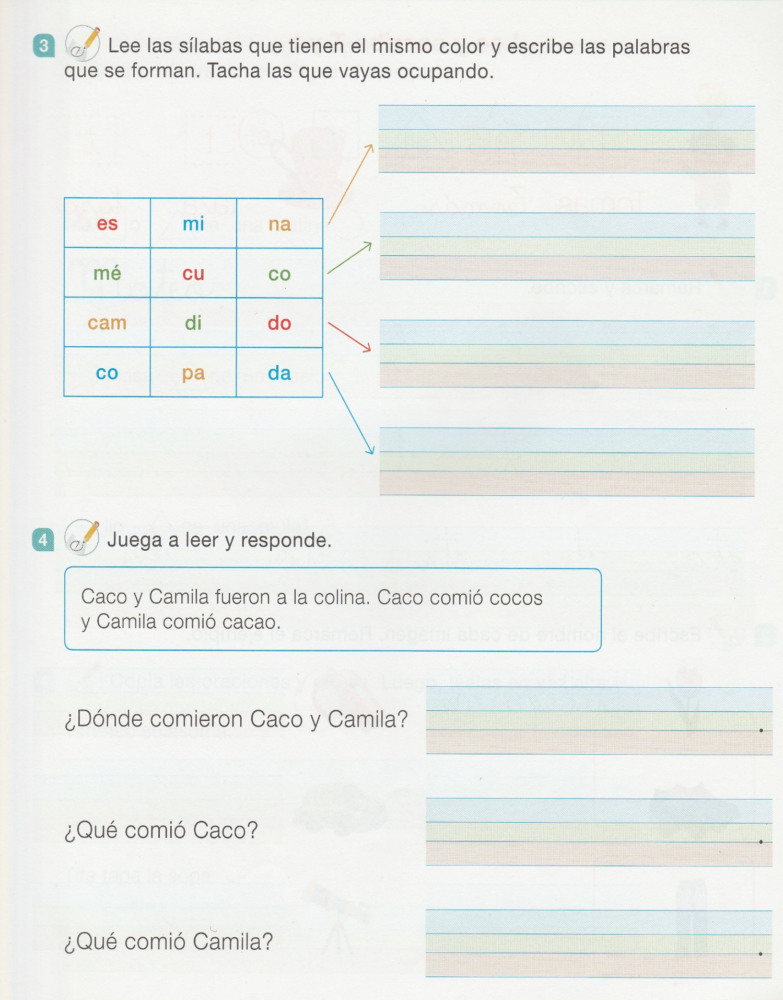 3 Lee las sílabas que tienen el mismo color y escribe las palabras
que se forman. Tacha las que vayas ocupando.
es mi na
mé cu co
cam di do
co pa da
4 Juega a leer y responde.
Caco y Camila fueron a la colina. Caco comió cocos
y Camila comió cacao.
¿Dónde comieron Caco y Camila? .
¿Qué comió Caco? .
¿Qué comió Camila? .